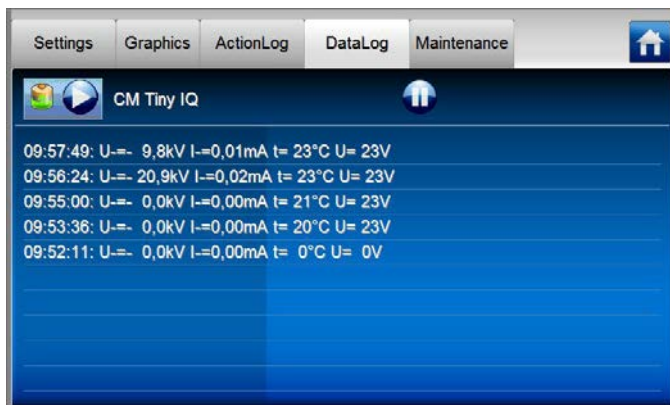 Settings Graphics ActionLog DataLog Maintenance
CM Tiny IQ
09:57:49: U-=- 9,8kV I-=0,01mA t= 23°C U= 23V
09:56:24: U-=- 20,9kV I-=0,02mA t= 23°C U= 23V
09:55:00: U-=- 0,0kV I-=0,00mA t= 21°C U= 23V
09:53:36: U-=- 0,0kV I-=0,00mA t= 20°C U= 23V
09:52:11: U-=- 0,0kV I-=0,00mA t= 0°C U= 0V